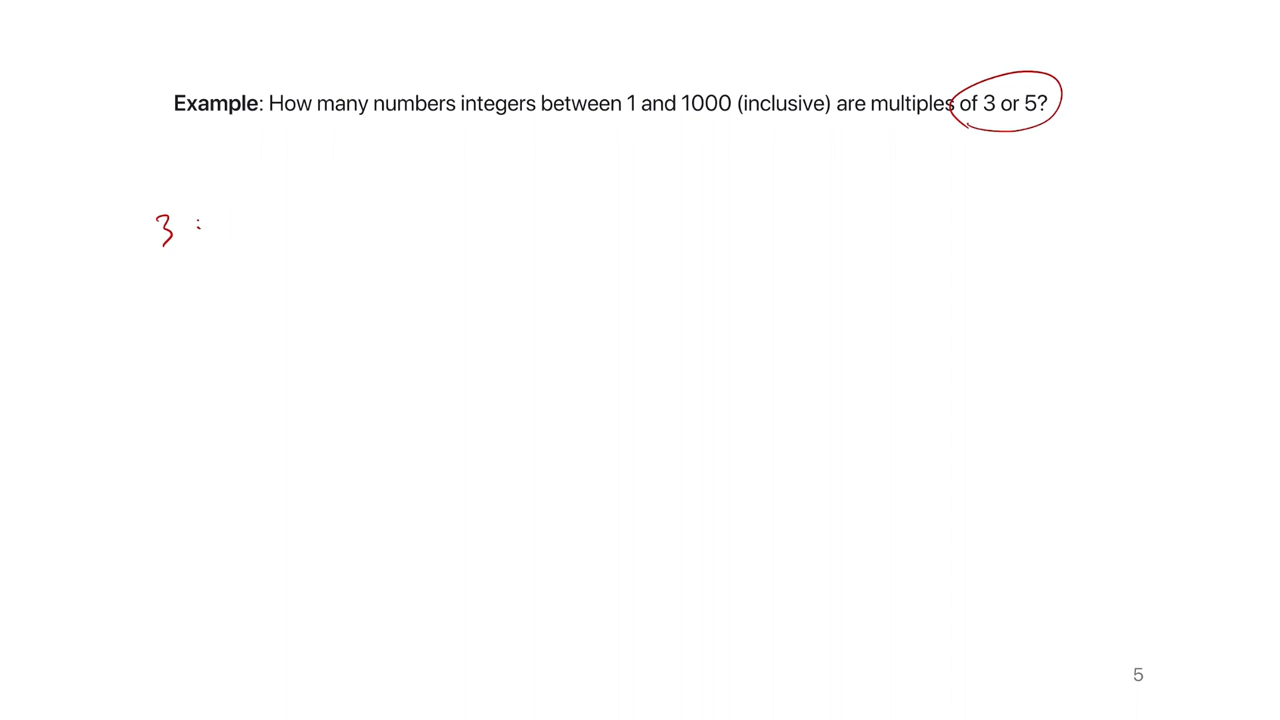 Example: How many numbers integers between 1 and 1000 (inclusive) are multiples of 3 or 5?
3 :
5